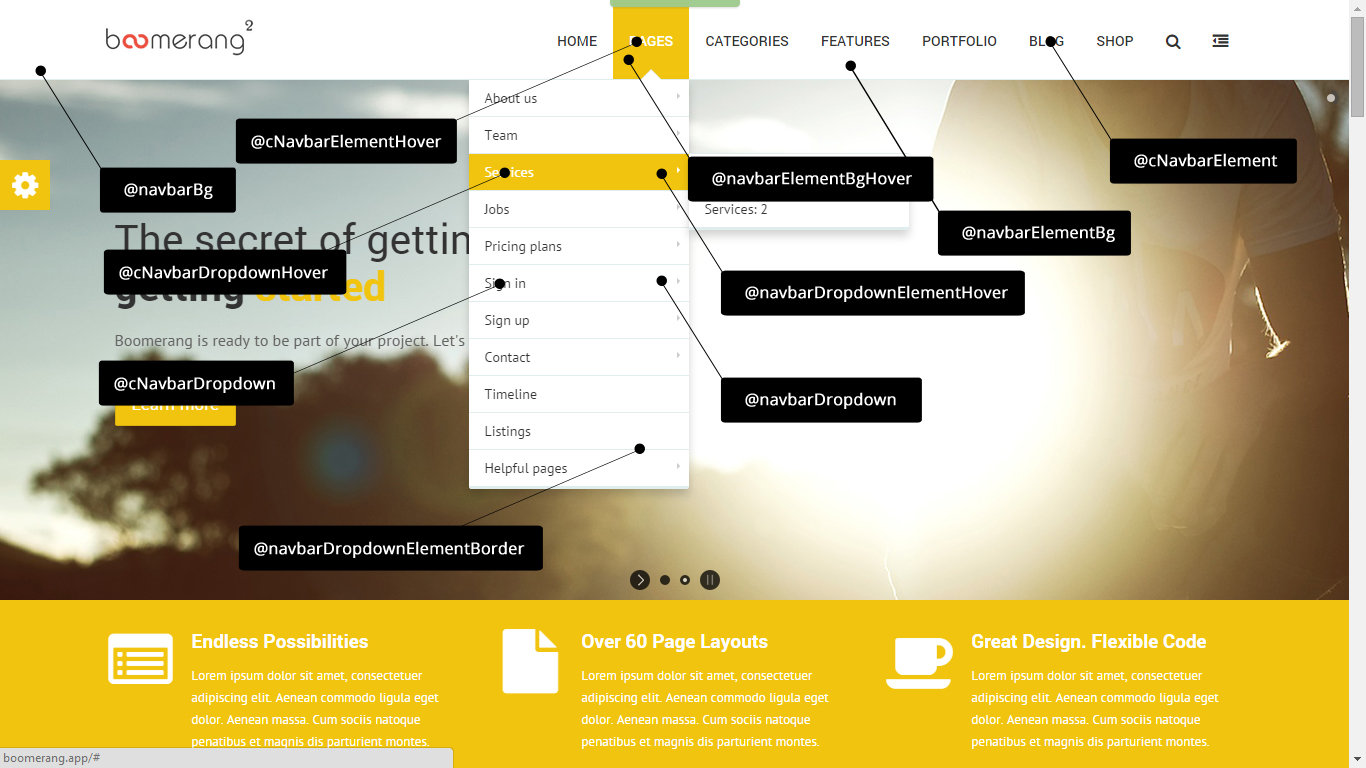 boomerang2
HOME PAGES CATEGORIES FEATURES PORTFOLIO BLOG SHOP
@cNavbarElementHover
@navbarBg
@cNavbarElement
@navbarElementBgHover
@navbarElementBg
@cNavbarDropdownHover
@navbarDropdownElementHover
@cNavbarDropdown
@navbarDropdown
@navbarDropdownElementBorder
About us
Team
Services
Jobs
Pricing plans
Sign in
Sign up
Contact
Timeline
Listings
Helpful pages
Services: 2
The secret of gettin
getting started
Boomerang is ready to be part of your project. Let's
Learn more
Endless Possibilities
Lorem ipsum dolor sit amet, consectetuer
adipiscing elit. Aenean commodo ligula eget
dolor. Aenean massa. Cum sociis natoque
penatibus et magnis dis parturient montes.
Over 60 Page Layouts
Lorem ipsum dolor sit amet, consectetuer
adipiscing elit. Aenean commodo ligula eget
dolor. Aenean massa. Cum sociis natoque
penatibus et magnis dis parturient montes.
Great Design. Flexible Code
Lorem ipsum dolor sit amet, consectetuer
adipiscing elit. Aenean commodo ligula eget
dolor. Aenean massa. Cum sociis natoque
penatibus et magnis dis parturient montes.
boomerang.app/#